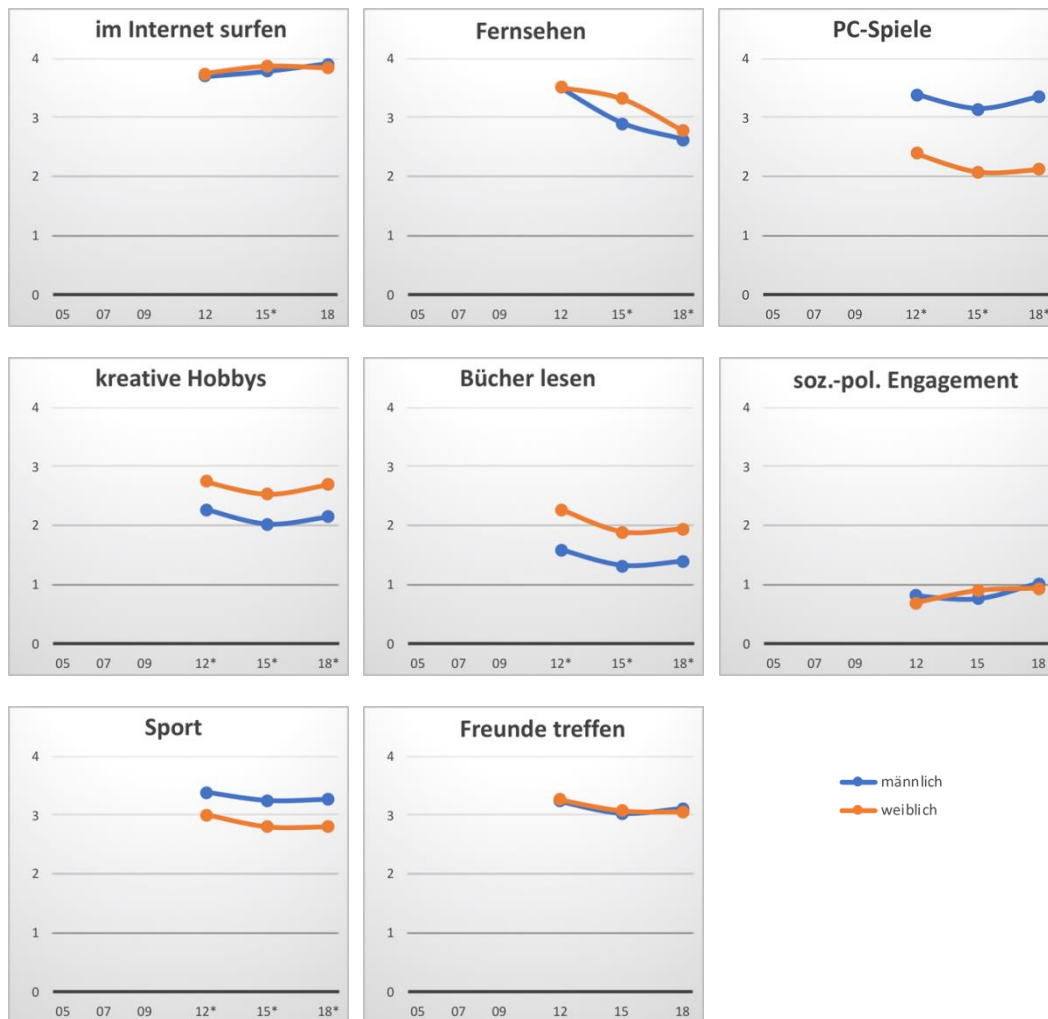 im Internet surfen
4
3
2
1
0
05 07 09 12 15* 18
Fernsehen
4
3
2
1
0
05 07 09 12 15* 18*
PC-Spiele
4
3
2
1
0
05 07 09 12* 15* 18*
kreative Hobbys
4
3
2
1
0
05 07 09 12* 15* 18*
Bücher lesen
4
3
2
1
0
05 07 09 12* 15* 18*
soz.-pol. Engagement
4
3
2
1
0
05 07 09 12 15 18
Sport
4
3
2
1
0
05 07 09 12* 15* 18*
Freunde treffen
4
3
2
1
0
05 07 09 12 15 18
männlich
weiblich